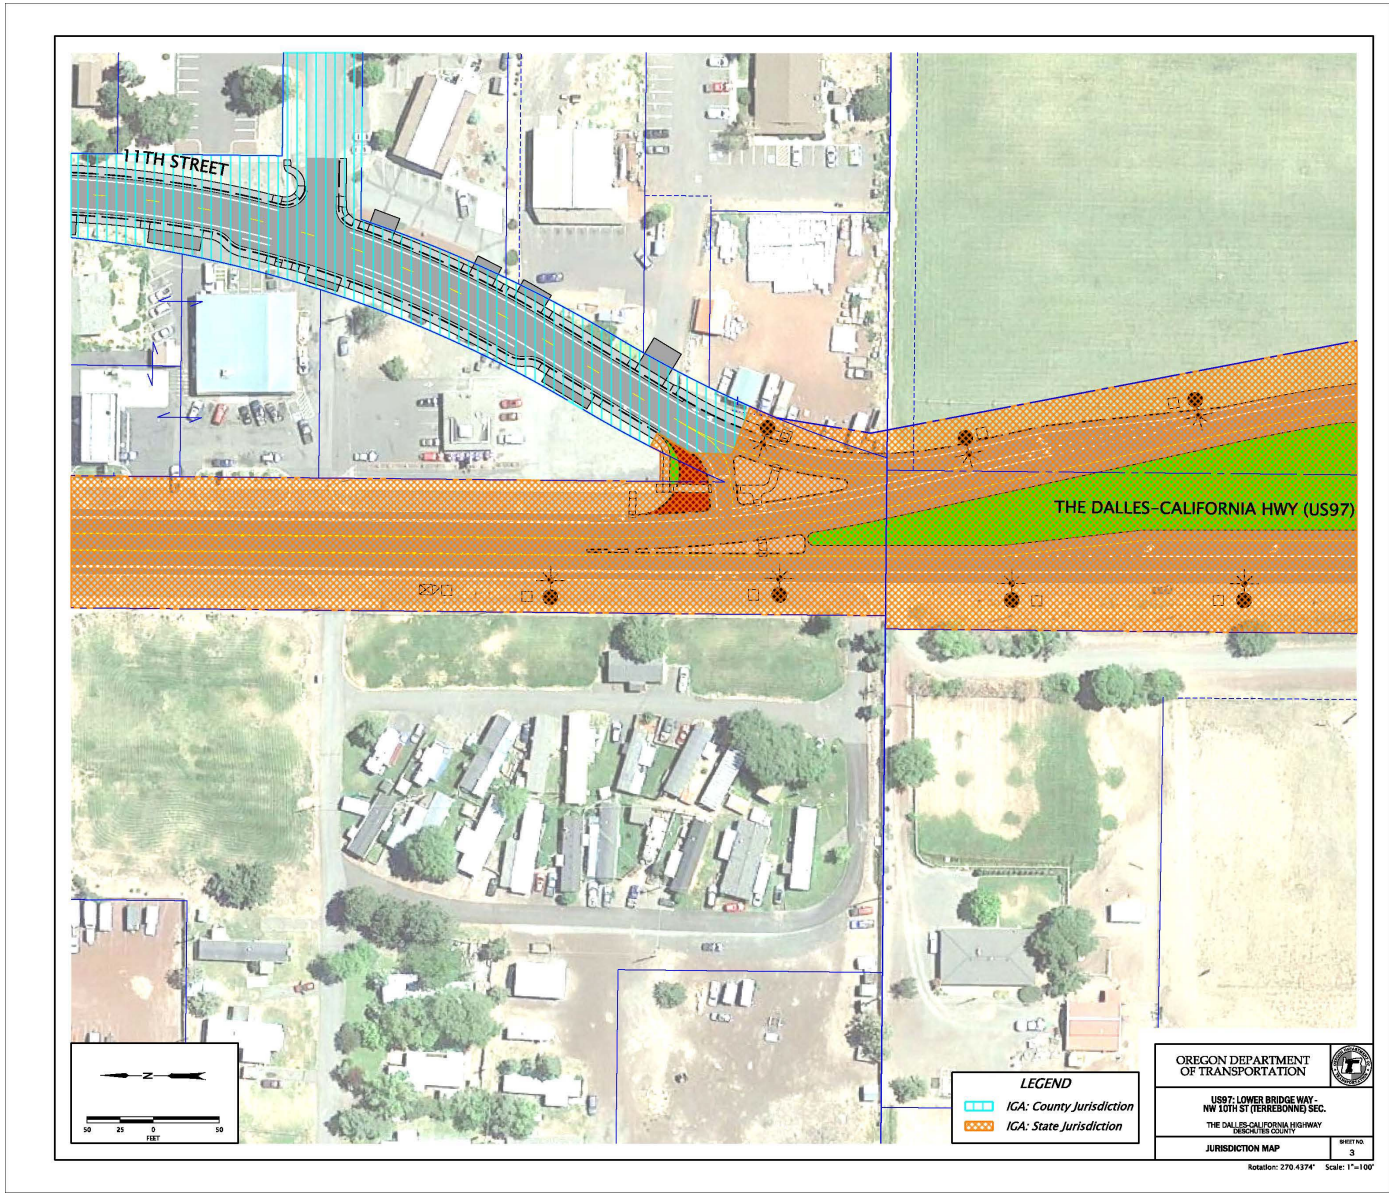 11TH STREET
THE DALLES-CALIFORNIA HWY (US97)
N
50 25 0 50
FEET
LEGEND
IGA: County Jurisdiction
IGA: State Jurisdiction
OREGON DEPARTMENT
OF TRANSPORTATION
US97: LOWER BRIDGE WAY -
NW 10TH ST (TERREBONNE) SEC.
THE DALLES-CALIFORNIA HIGHWAY
DESCHUTES COUNTY
JURISDICTION MAP
SHEET NO.
3
Rotation: 270.4374° Scale: 1"=100'